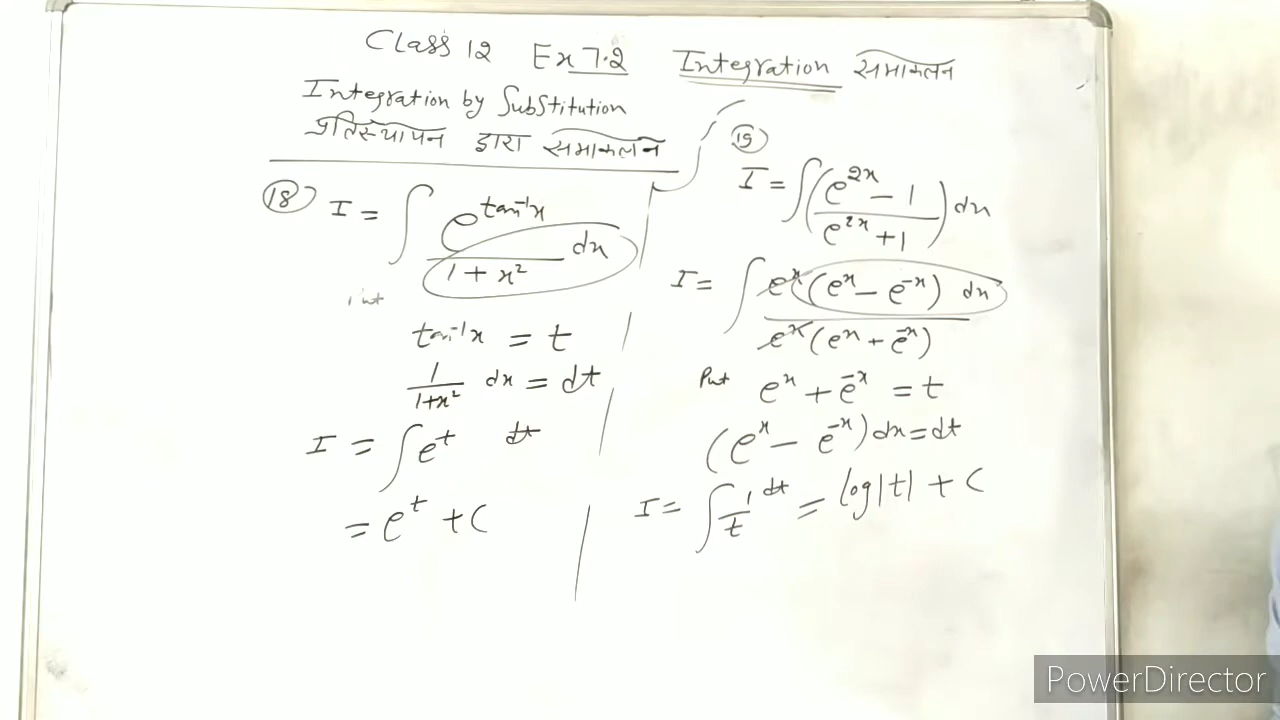 Class 12 Ex 7.2 Integration समाकलन
Integration by Substitution
प्रतिस्थापन द्वारा समाकलन
(18) I = ∫ e^(tan⁻¹x) / (1 + x²) dx
Put
tan⁻¹x = t
1/(1+x²) dx = dt
I = ∫ e^t dt
= e^t + C
(19)
I = ∫ ((e^(2x) - 1) / (e^(2x) + 1)) dx
I = ∫ e^x (e^x - e^(-x)) dx / e^x (e^x + e^(-x))
Put e^x + e^(-x) = t
(e^x - e^(-x)) dx = dt
I = ∫ 1/t dt = log|t| + C
PowerDirector